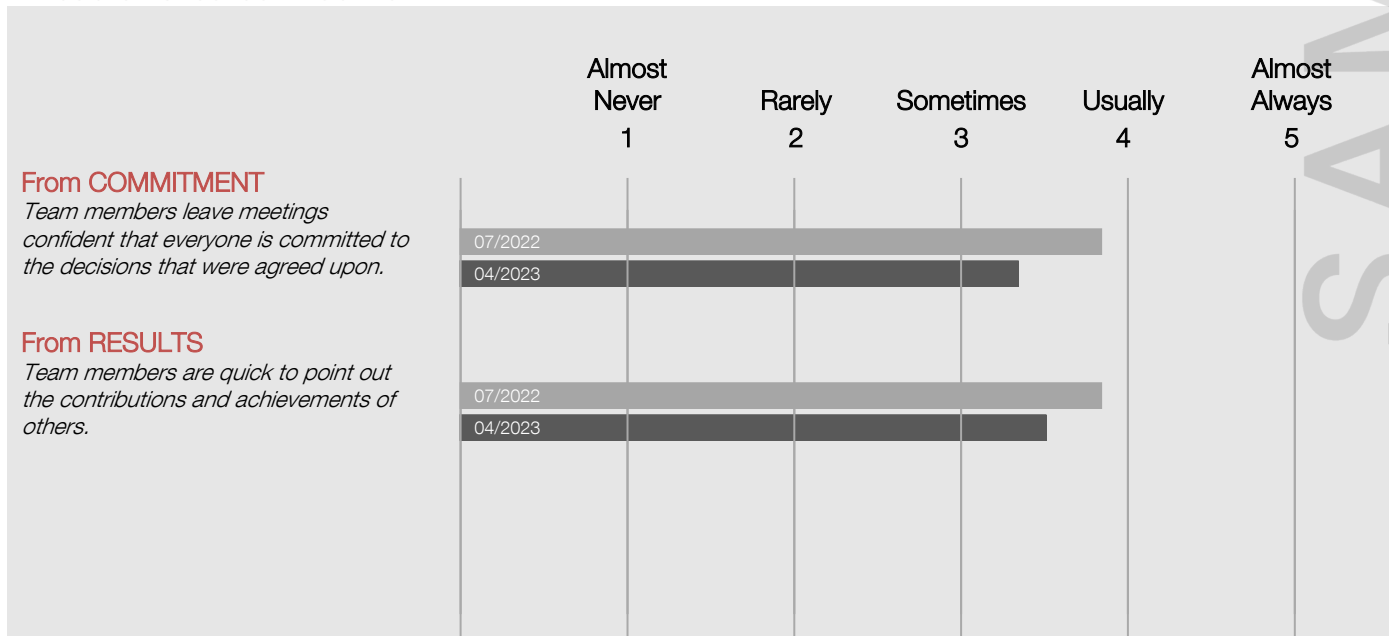 Almost
Never
Rarely
Sometimes
Usually
Almost
Always
1
2
3
4
5
From COMMITMENT
Team members leave meetings
confident that everyone is committed to
the decisions that were agreed upon.
07/2022
04/2023
From RESULTS
Team members are quick to point out
the contributions and achievements of
others.
07/2022
04/2023